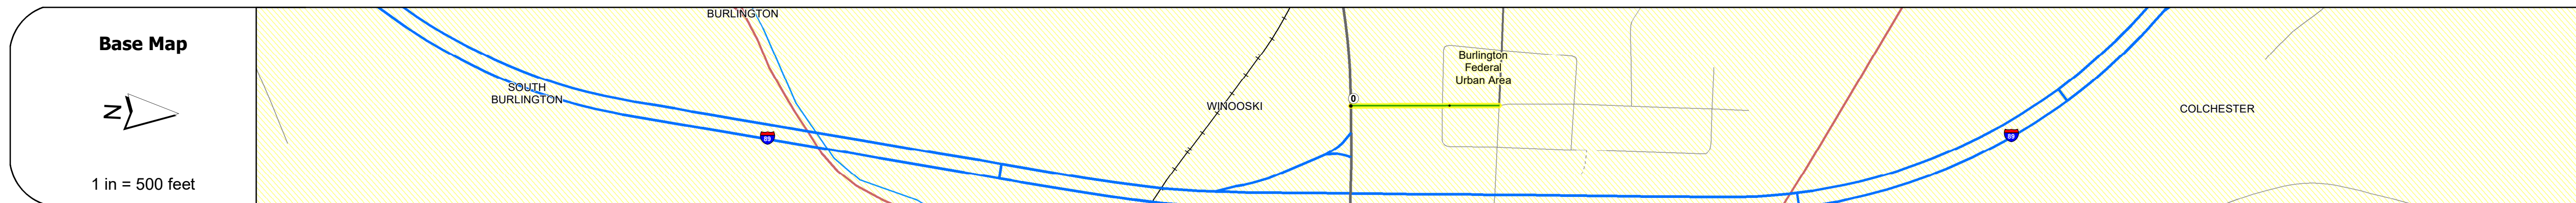 Base Map
N
1 in = 500 feet
BURLINGTON
SOUTH
BURLINGTON
89
WINOOSKI
0
Burlington
Federal
Urban Area
89
COLCHESTER